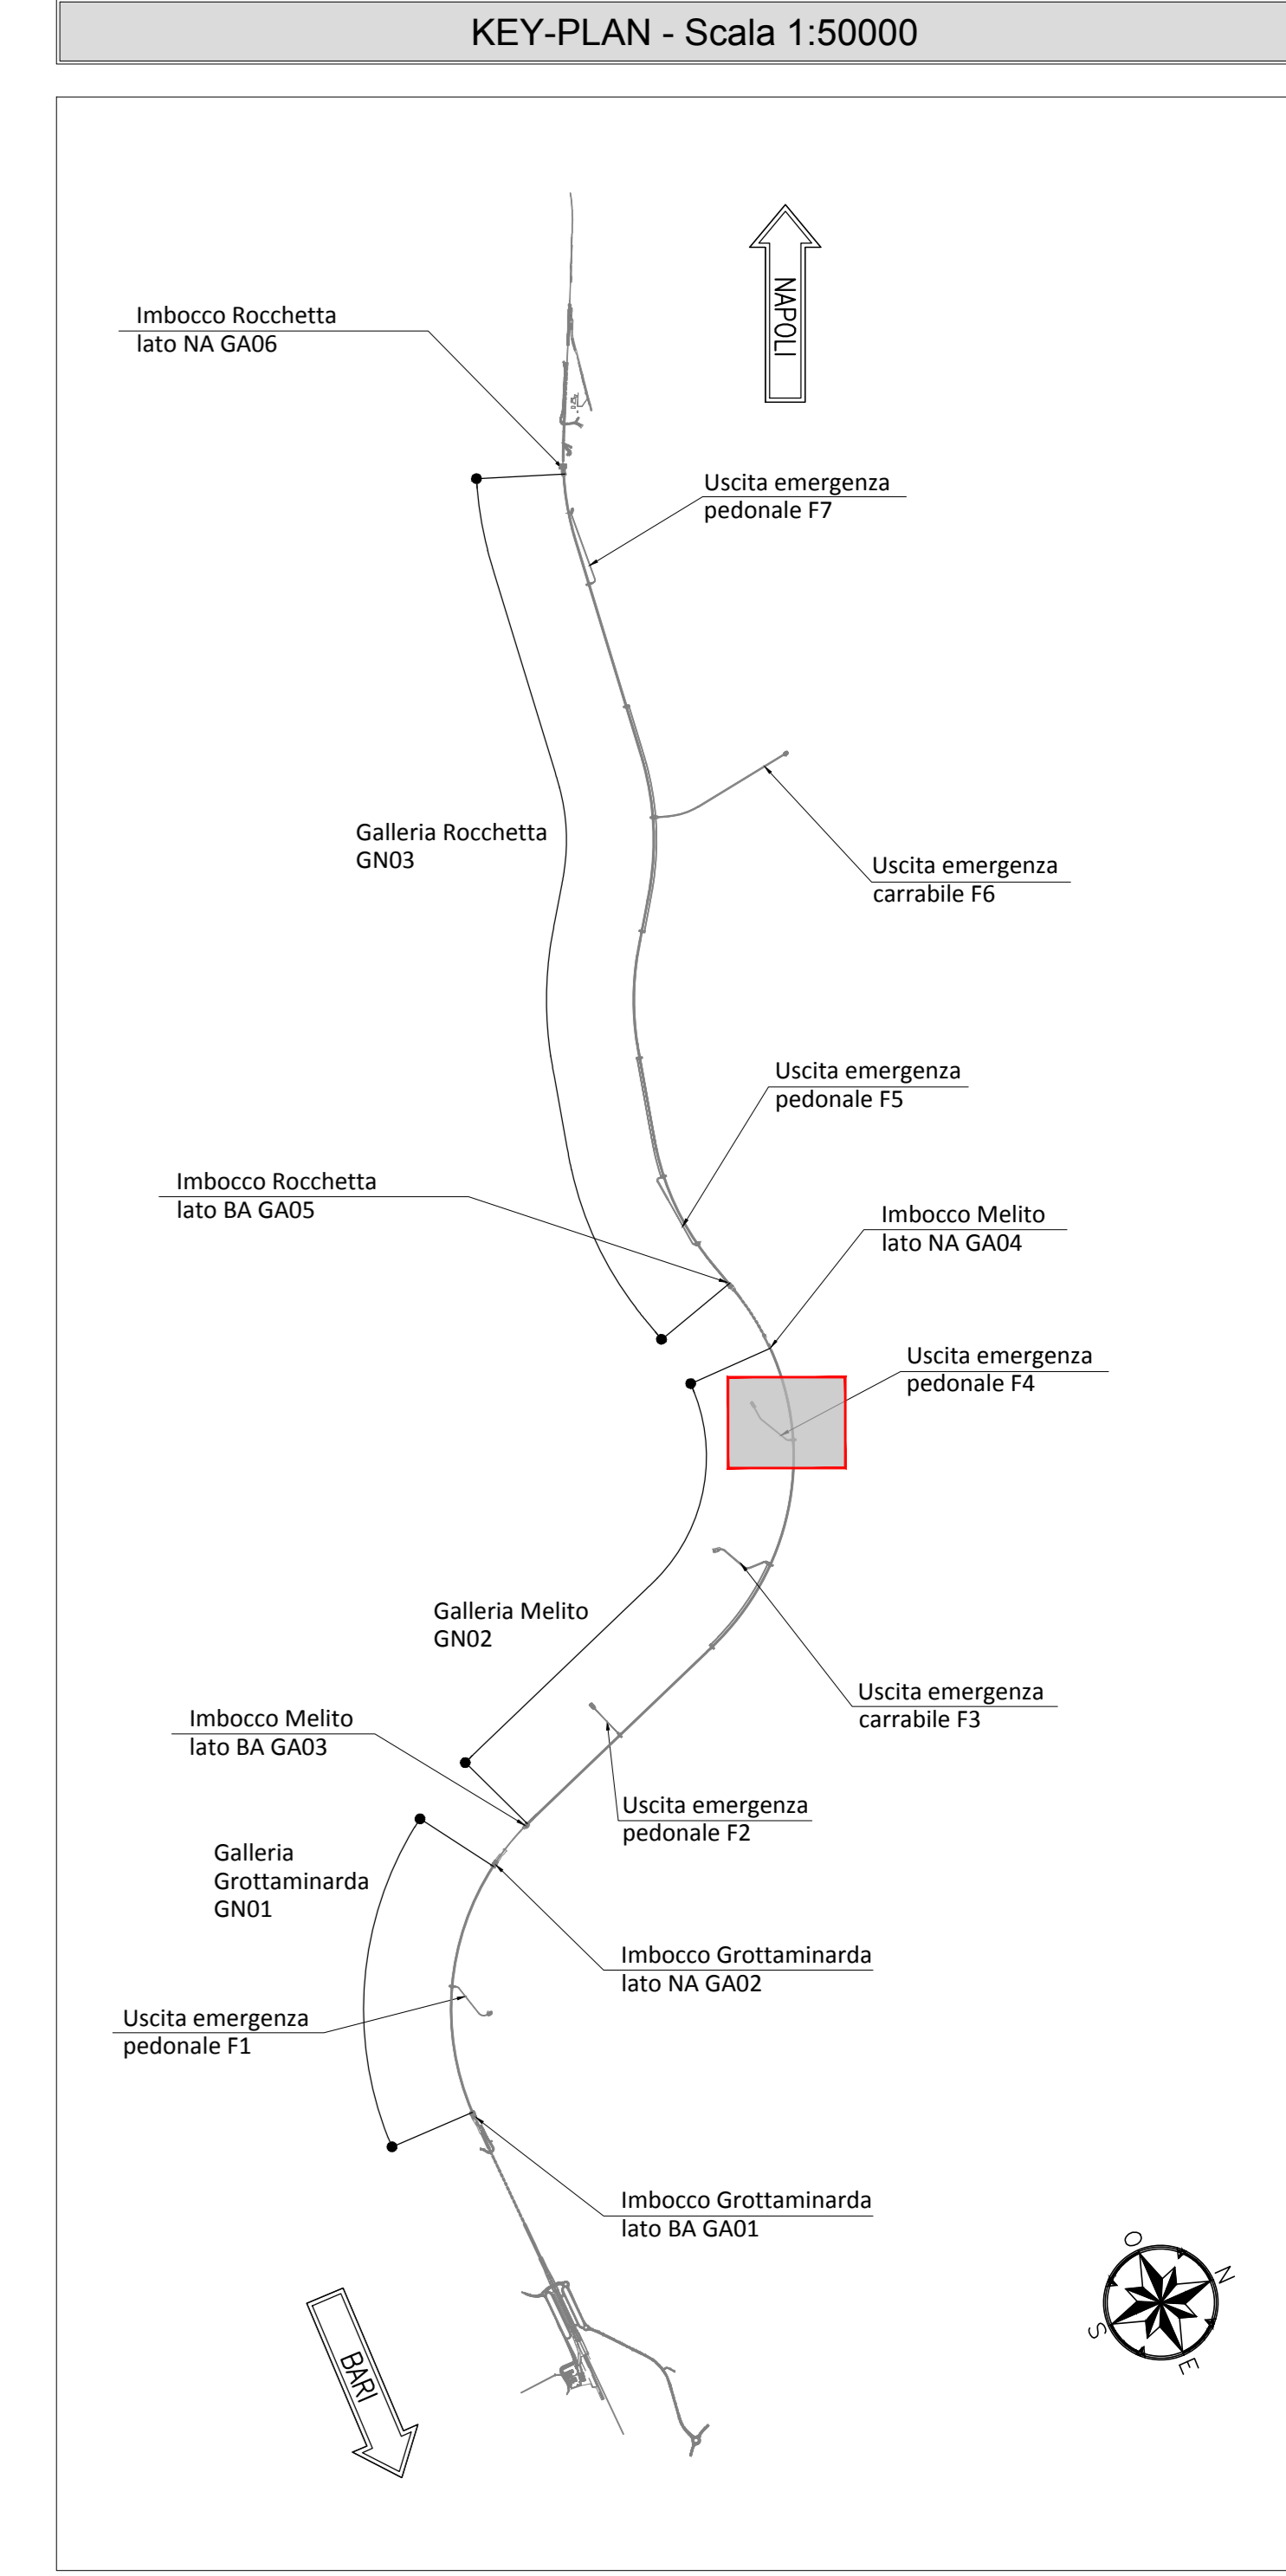 KEY-PLAN - Scala 1:50000
NAPOLI
Imbocco Rocchetta
lato NA GA06
Uscita emergenza
pedonale F7
Galleria Rocchetta
GN03
Uscita emergenza
carrabile F6
Uscita emergenza
pedonale F5
Imbocco Rocchetta
lato BA GA05
Imbocco Melito
lato NA GA04
Uscita emergenza
pedonale F4
Galleria Melito
GN02
Uscita emergenza
carrabile F3
Imbocco Melito
lato BA GA03
Uscita emergenza
pedonale F2
Galleria
Grottaminarda
GN01
Imbocco Grottaminarda
lato NA GA02
Uscita emergenza
pedonale F1
Imbocco Grottaminarda
lato BA GA01
BARI
O
N
S
E